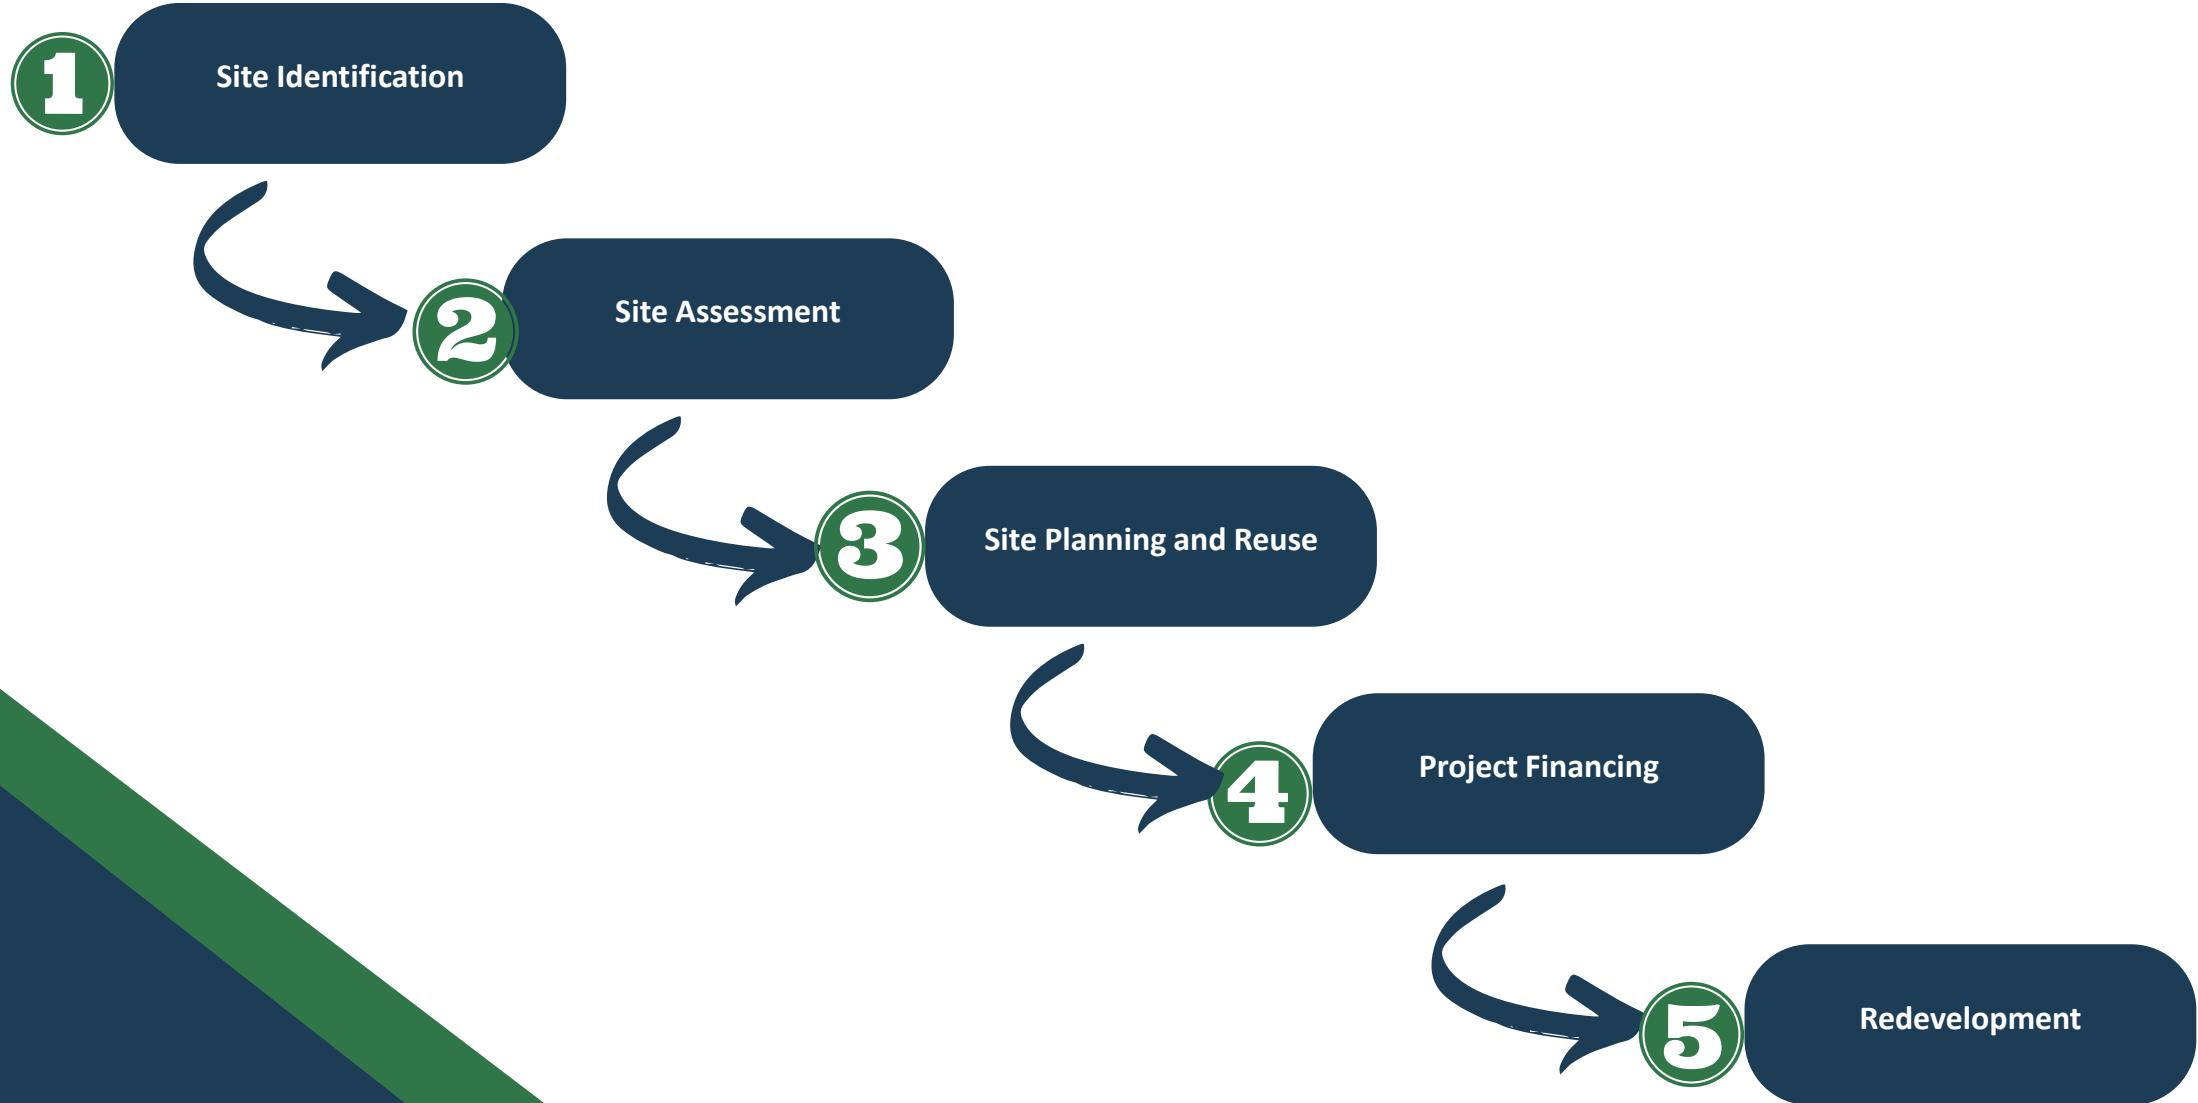 1
Site Identification
2
Site Assessment
3
Site Planning and Reuse
4
Project Financing
5
Redevelopment